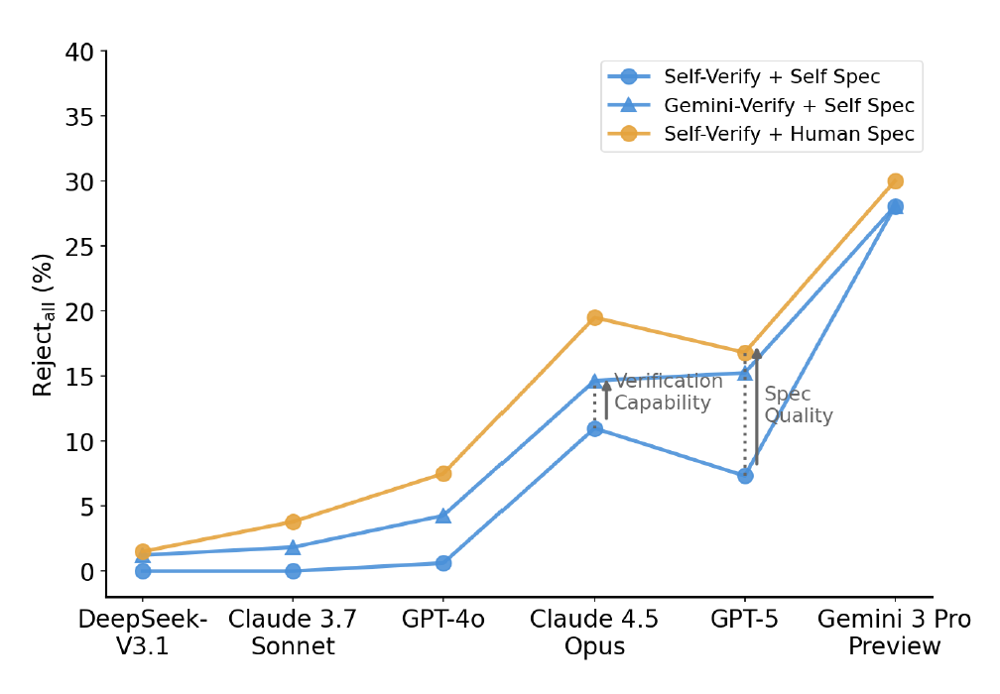 40
35
30
25
20
15
10
5
0
Reject_all (%)
Self-Verify + Self Spec
Gemini-Verify + Self Spec
Self-Verify + Human Spec
Verification
Capability
Spec
Quality
DeepSeek-
V3.1
Claude 3.7
Sonnet
GPT-4o
Claude 4.5
Opus
GPT-5
Gemini 3 Pro
Preview